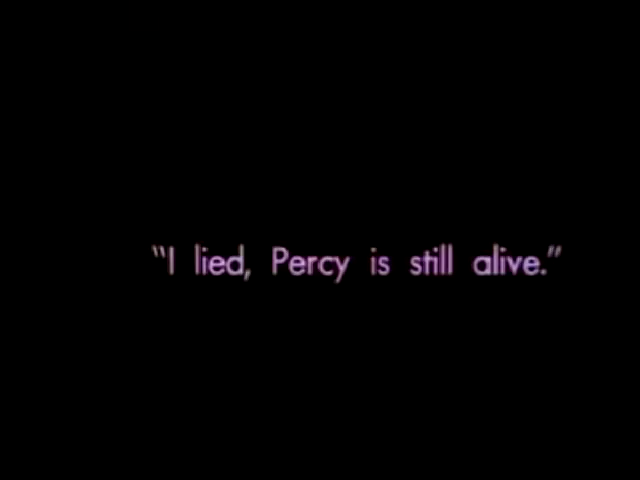 “I lied, Percy is still alive.”